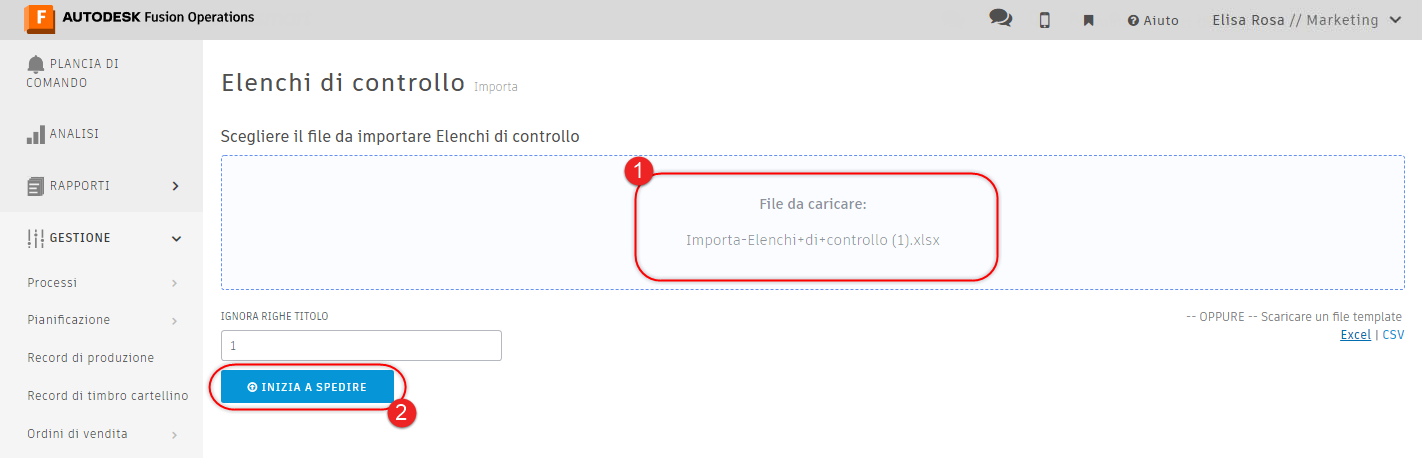 F AUTODESK Fusion Operations
Aiuto
Elisa Rosa // Marketing
PLANCIA DI
COMANDO
ANALISI
RAPPORTI
GESTIONE
Processi
Pianificazione
Record di produzione
Record di timbro cartellino
Ordini di vendita
Elenchi di controllo Importa
Scegliere il file da importare Elenchi di controllo
1
File da caricare:
Importa-Elenchi+di+controllo (1).xlsx
IGNORA RIGHE TITOLO
1
INIZIA A SPEDIRE
2
-- OPPURE -- Scaricare un file template
Excel | CSV